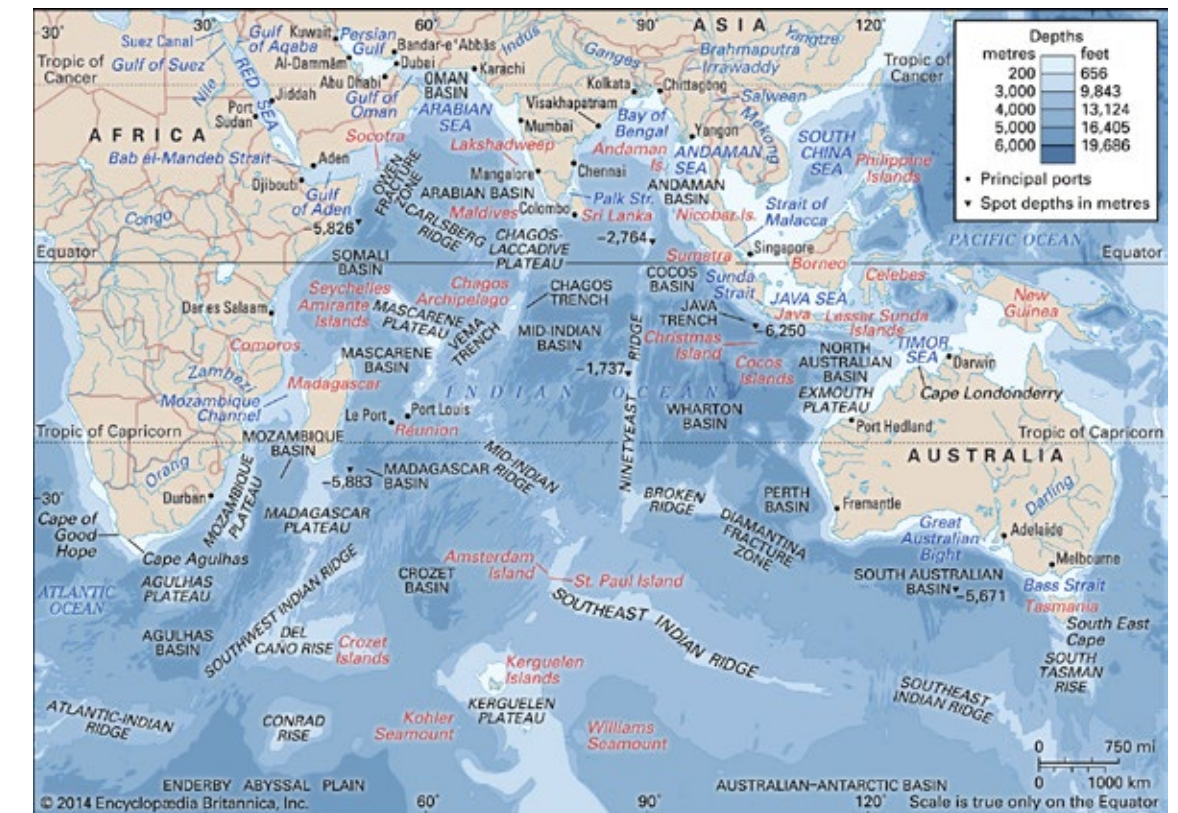 30°
30°
60°
90°
120°
ASIA
Suez Canal
Gulf
of Aqaba
Kuwait
Persian
Gulf
Bandar-e ʿAbbās
Indus
Ganges
Brahmaputra
Yangtze
Tropic of
Cancer
Gulf of Suez
Al-Dammām
Dubei
Karachi
Irrawaddy
Tropic of
Cancer
Nile
RED SEA
Abu Dhabi
OMAN
BASIN
Kolkata
Chittagong
Jiddah
Gulf of
Oman
ARABIAN
SEA
Visakhapatriam
Salween
Mekong
Port
Sudan
Mumbai
Bay of
Bengal
Yangon
SOUTH
CHINA
SEA
AFRICA
Socotra
Lakshadweep
Andaman
Is.
ANDAMAN
SEA
Philippine
Islands
Bab el-Mandeb Strait
Aden
OWEN
FRACTURE
ZONE
Mangalore
Chennai
ANDAMAN
BASIN
Djibouti
Gulf
of Aden
ARABIAN BASIN
Palk Str.
Strait of
Malacca
Congo
–5,826
CARLSBERG
RIDGE
Maldives
Colombo
Sri Lanka
Nicobar Is.
CHAGOS-
LACCADIVE
PLATEAU
–2,764
Singapore
PACIFIC OCEAN
Equator
Equator
SOMALI
BASIN
Sumatra
Borneo
Celebes
Seychelles
Amirante
Islands
Chagos
Archipelago
CHAGOS
TRENCH
COCOS
BASIN
Sunda
Strait
JAVA SEA
New
Guinea
Dar es Salaam
MASCARENE
PLATEAU
VEMA
TRENCH
MID-INDIAN
BASIN
JAVA
TRENCH
–6,250
Java
Lesser Sunda
Islands
Comoros
MASCARENE
BASIN
Christmas
Island
NORTH
AUSTRALIAN
BASIN
TIMOR
SEA
Darwin
Zambezi
Madagascar
–1,737
Cocos
Islands
Mozambique
Channel
INDIAN OCEAN
EXMOUTH
PLATEAU
Cape Londonderry
Le Port
Port Louis
Réunion
WHARTON
BASIN
Port Hedland
Tropic of Capricorn
Tropic of Capricorn
MOZAMBIQUE
BASIN
NINETYEAST RIDGE
AUSTRALIA
Orang
MOZAMBIQUE
PLATEAU
–5,883
MADAGASCAR
BASIN
MID-INDIAN
RIDGE
30°
Durban
BROKEN
RIDGE
PERTH
BASIN
Fremantle
Darling
Cape of
Good
Hope
MADAGASCAR
PLATEAU
DIAMANTINA
FRACTURE
ZONE
Great
Australian
Bight
Adelaide
Cape Agulhas
Amsterdam
Island
St. Paul Island
Melbourne
ATLANTIC
OCEAN
AGULHAS
PLATEAU
SOUTHWEST INDIAN RIDGE
CROZET
BASIN
SOUTH AUSTRALIAN
BASIN
–5,671
Bass Strait
Tasmania
SOUTHEAST INDIAN RIDGE
South East
Cape
AGULHAS
BASIN
DEL
CAÑO RISE
Crozet
Islands
Kerguelen
Islands
SOUTH
TASMAN
RISE
KERGUELEN
PLATEAU
SOUTHEAST
INDIAN RIDGE
ATLANTIC-INDIAN
RIDGE
CONRAD
RISE
Kohler
Seamount
Williams
Seamount
ENDERBY ABYSSAL PLAIN
AUSTRALIAN–ANTARCTIC BASIN
60°
90°
120°
© 2014 Encyclopædia Britannica, Inc.
0 750 mi
0 1000 km
Scale is true only on the Equator
Depths
metres feet
200 656
3,000 9,843
4,000 13,124
5,000 16,405
6,000 19,686
Principal ports
Spot depths in metres